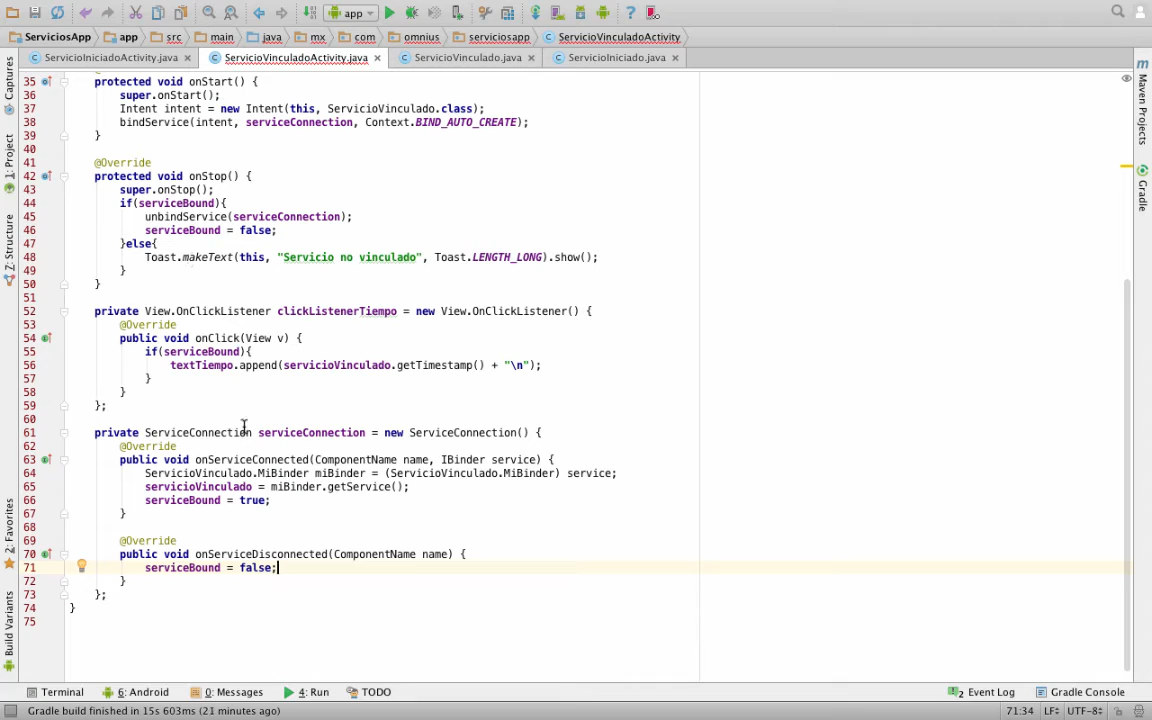 app
ServiciosApp app src main java mx com omnius serviciosapp ServicioVinculadoActivity
ServicioIniciadoActivity.java ServicioVinculadoActivity.java ServicioVinculado.java ServicioIniciado.java
35 protected void onStart() {
36 super.onStart();
37 Intent intent = new Intent(this, ServicioVinculado.class);
38 bindService(intent, serviceConnection, Context.BIND_AUTO_CREATE);
39 }
40
41 @Override
42 protected void onStop() {
43 super.onStop();
44 if(serviceBound){
45 unbindService(serviceConnection);
46 serviceBound = false;
47 }else{
48 Toast.makeText(this, "Servicio no vinculado", Toast.LENGTH_LONG).show();
49 }
50 }
51
52 private View.OnClickListener clickListenerTiempo = new View.OnClickListener() {
53 @Override
54 public void onClick(View v) {
55 if(serviceBound){
56 textTiempo.append(servicioVinculado.getTimestamp() + "\n");
57 }
58 }
59 };
60
61 private ServiceConnection serviceConnection = new ServiceConnection() {
62 @Override
63 public void onServiceConnected(ComponentName name, IBinder service) {
64 ServicioVinculado.MiBinder miBinder = (ServicioVinculado.MiBinder) service;
65 servicioVinculado = miBinder.getService();
66 serviceBound = true;
67 }
68
69 @Override
70 public void onServiceDisconnected(ComponentName name) {
71 serviceBound = false;
72 }
73 };
74 }
75
Captures
1: Project
Z: Structure
2: Favorites
Build Variants
Maven Projects
Gradle
Terminal 6: Android 0: Messages 4: Run TODO 2 Event Log Gradle Console
Gradle build finished in 15s 603ms (21 minutes ago) 71:34 LF÷ UTF-8÷